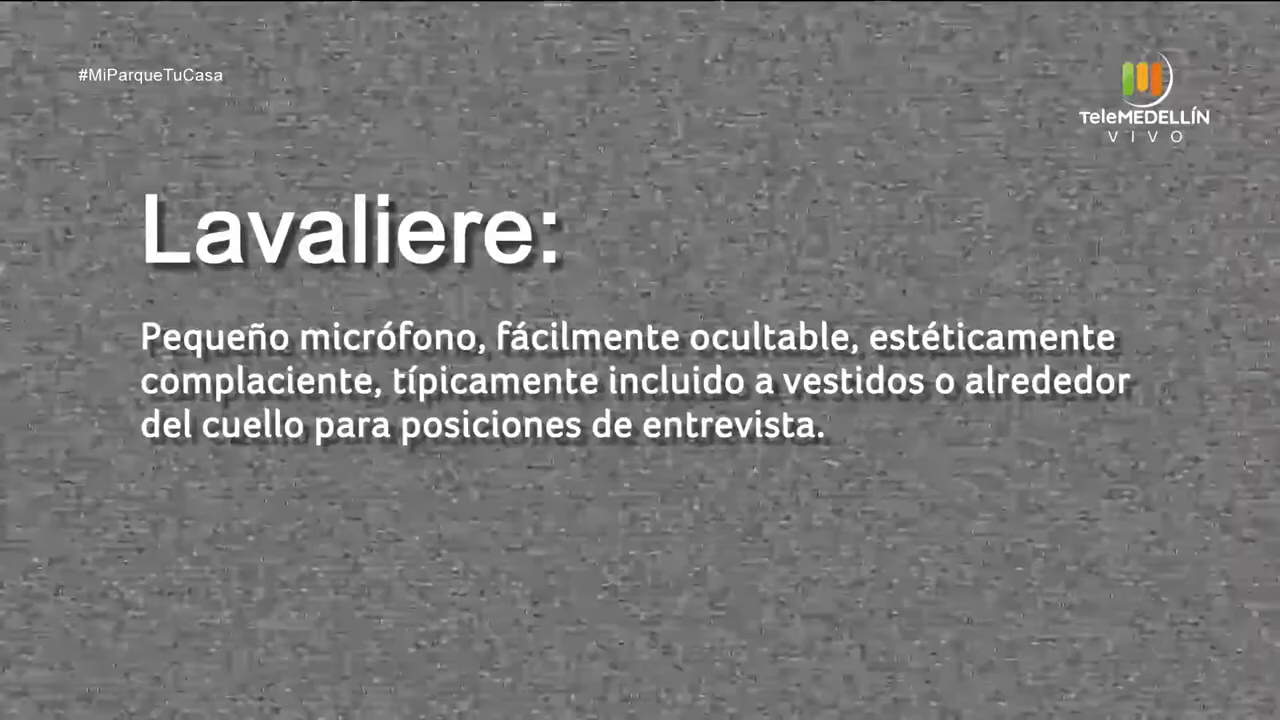 #MiParqueTuCasa
TeleMEDELLÍN
VIVO
Lavaliere:
Pequeño micrófono, fácilmente ocultable, estéticamente
complaciente, típicamente incluido a vestidos o alrededor
del cuello para posiciones de entrevista.